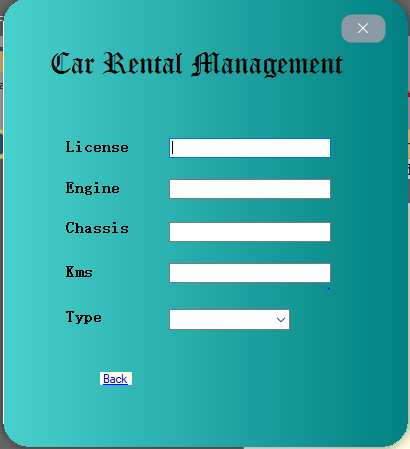 Car Rental Management
License
Engine
Chassis
Kms
Type
Back